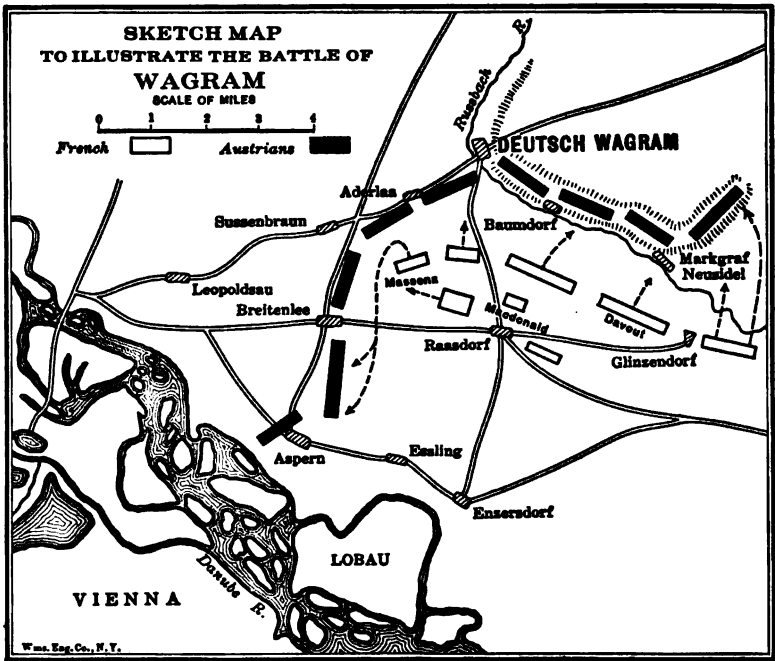 SKETCH MAP
TO ILLUSTRATE THE BATTLE OF
WAGRAM
SCALE OF MILES
0 1 2 3 4
French
Austrians
Russbach R.
DEUTSCH WAGRAM
Aderlaa
Sussenbraun
Baumdorf
Markgraf
Neusidel
Leopoldsau
Massena
Breitenlee
Macdonald
Davout
Raasdorf
Glinzendorf
Aspern
Essling
Enzersdorf
LOBAU
Danube R.
VIENNA
Wms. Eng. Co., N. Y.